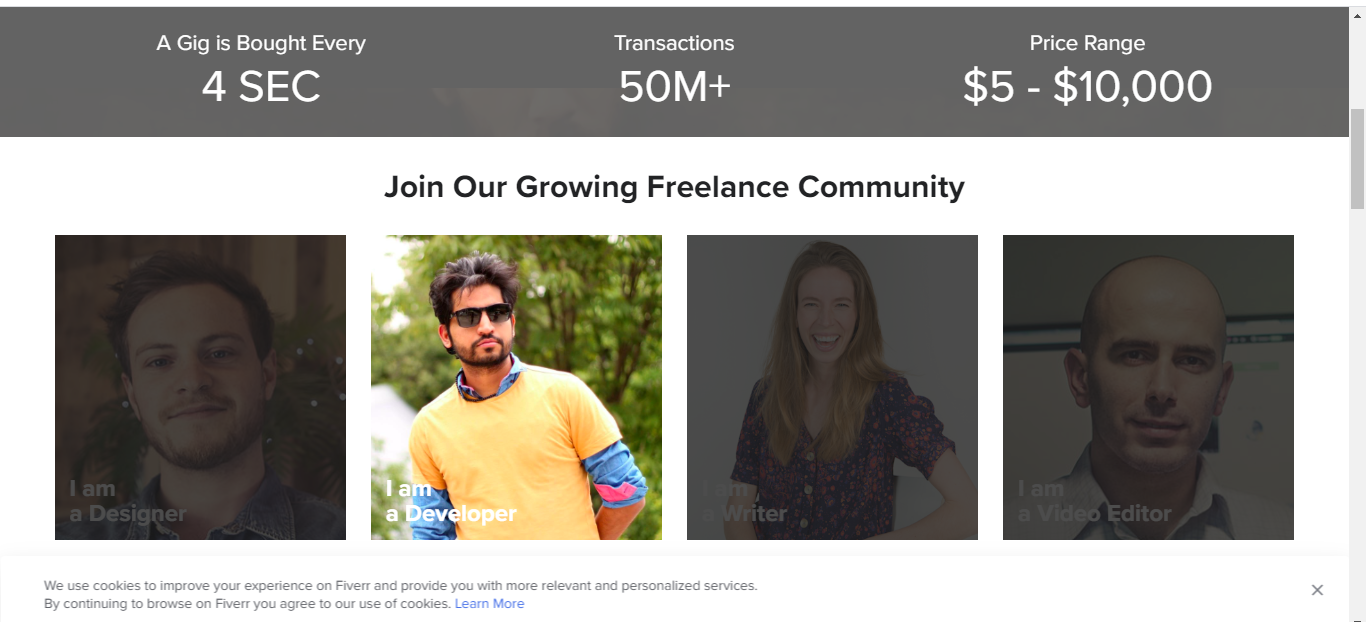 A Gig is Bought Every
4 SEC
Transactions
50M+
Price Range
$5 - $10,000
Join Our Growing Freelance Community
I am
a Designer
I am
a Developer
I am
a Writer
I am
a Video Editor
We use cookies to improve your experience on Fiverr and provide you with more relevant and personalized services.
By continuing to browse on Fiverr you agree to our use of cookies. Learn More